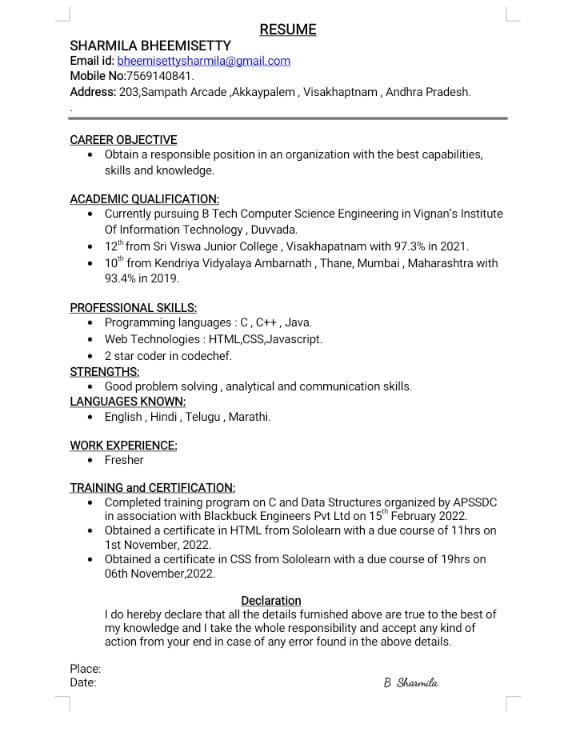 RESUME
SHARMILA BHEEMISETTY
Email id: bheemisettysharmila@gmail.com
Mobile No:7569140841.
Address: 203,Sampath Arcade ,Akkaypalem , Visakhaptnam , Andhra Pradesh.
.
CAREER OBJECTIVE
• Obtain a responsible position in an organization with the best capabilities,
skills and knowledge.
ACADEMIC QUALIFICATION:
• Currently pursuing B Tech Computer Science Engineering in Vignan's Institute
Of Information Technology , Duvvada.
• 12th from Sri Viswa Junior College , Visakhapatnam with 97.3% in 2021.
• 10th from Kendriya Vidyalaya Ambarnath , Thane, Mumbai , Maharashtra with
93.4% in 2019.
PROFESSIONAL SKILLS:
• Programming languages : C , C++ , Java.
• Web Technologies : HTML,CSS,Javascript.
• 2 star coder in codechef.
STRENGTHS:
• Good problem solving , analytical and communication skills.
LANGUAGES KNOWN:
• English , Hindi , Telugu , Marathi.
WORK EXPERIENCE:
• Fresher
TRAINING and CERTIFICATION:
• Completed training program on C and Data Structures organized by APSSDC
in association with Blackbuck Engineers Pvt Ltd on 15th February 2022.
• Obtained a certificate in HTML from Sololearn with a due course of 11hrs on
1st November, 2022.
• Obtained a certificate in CSS from Sololearn with a due course of 19hrs on
06th November,2022.
Declaration
I do hereby declare that all the details furnished above are true to the best of
my knowledge and I take the whole responsibility and accept any kind of
action from your end in case of any error found in the above details.
Place:
Date: B Sharmila